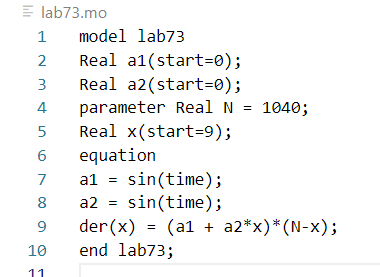 lab73.mo
1 model lab73
2 Real a1(start=0);
3 Real a2(start=0);
4 parameter Real N = 1040;
5 Real x(start=9);
6 equation
7 a1 = sin(time);
8 a2 = sin(time);
9 der(x) = (a1 + a2*x)*(N-x);
10 end lab73;
11